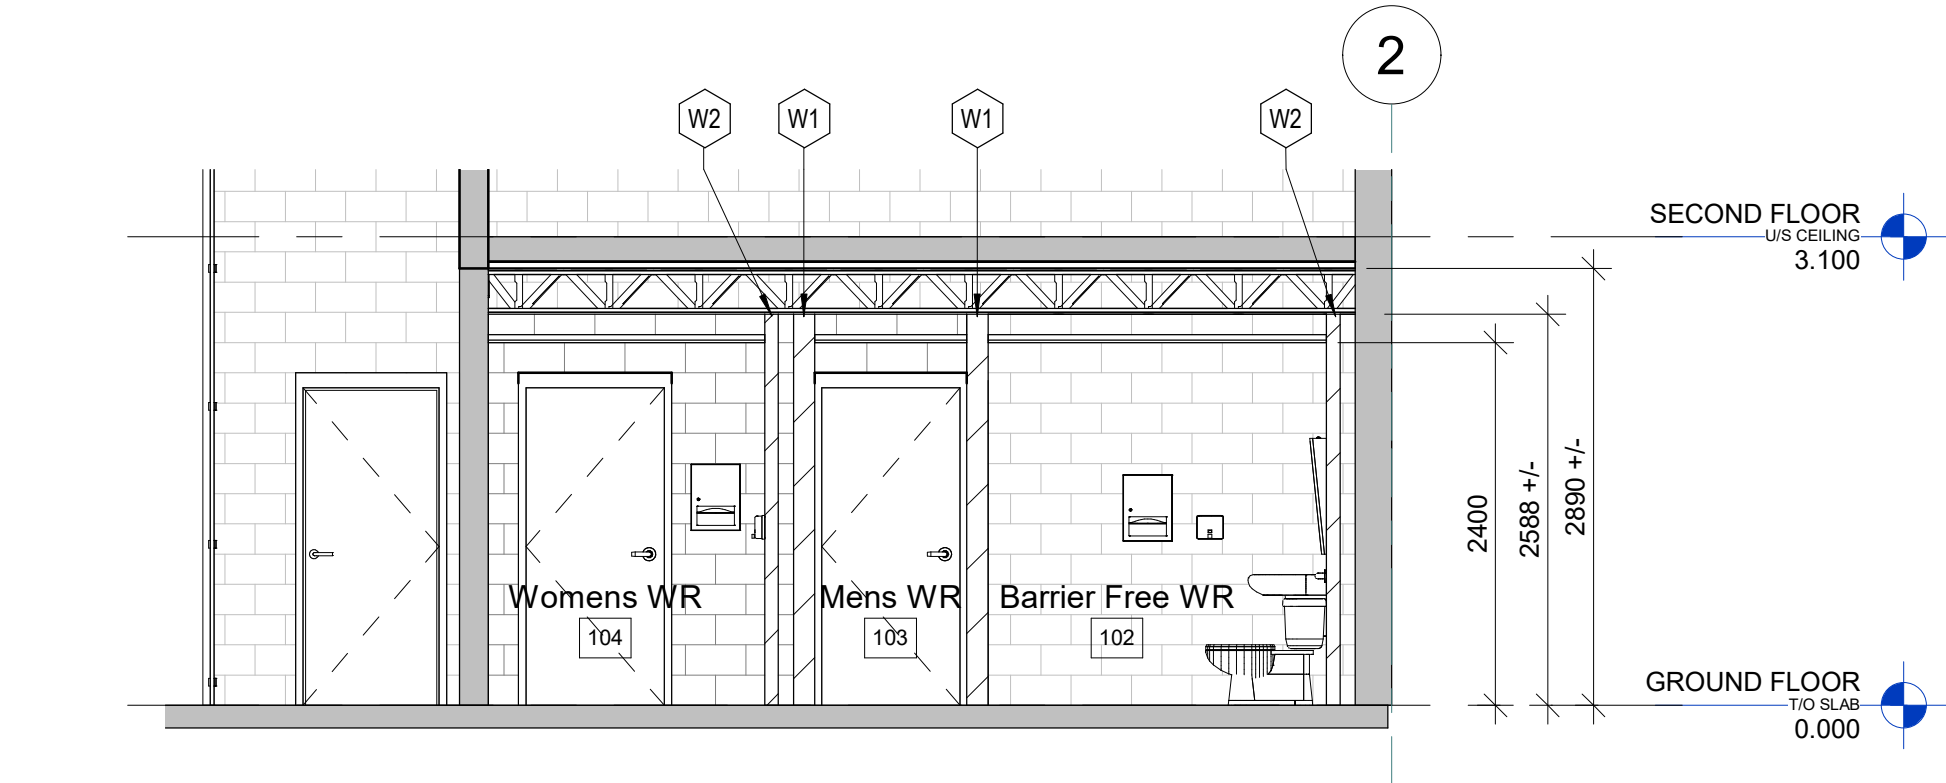 2
W2
W1
W1
W2
SECOND FLOOR
U/S CEILING
3.100
2400
2588 +/-
2890 +/-
Womens WR
104
Mens WR
103
Barrier Free WR
102
GROUND FLOOR
T/O SLAB
0.000